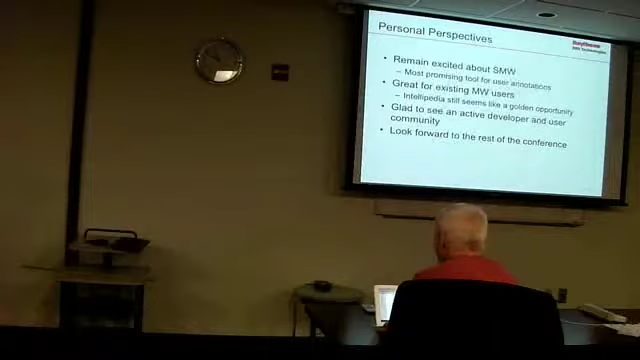 Personal Perspectives
Raytheon
BBN Technologies
• Remain excited about SMW
– Most promising tool for user annotations
• Great for existing MW users
– Intellipedia still seems like a golden opportunity
• Glad to see an active developer and user
community
• Look forward to the rest of the conference